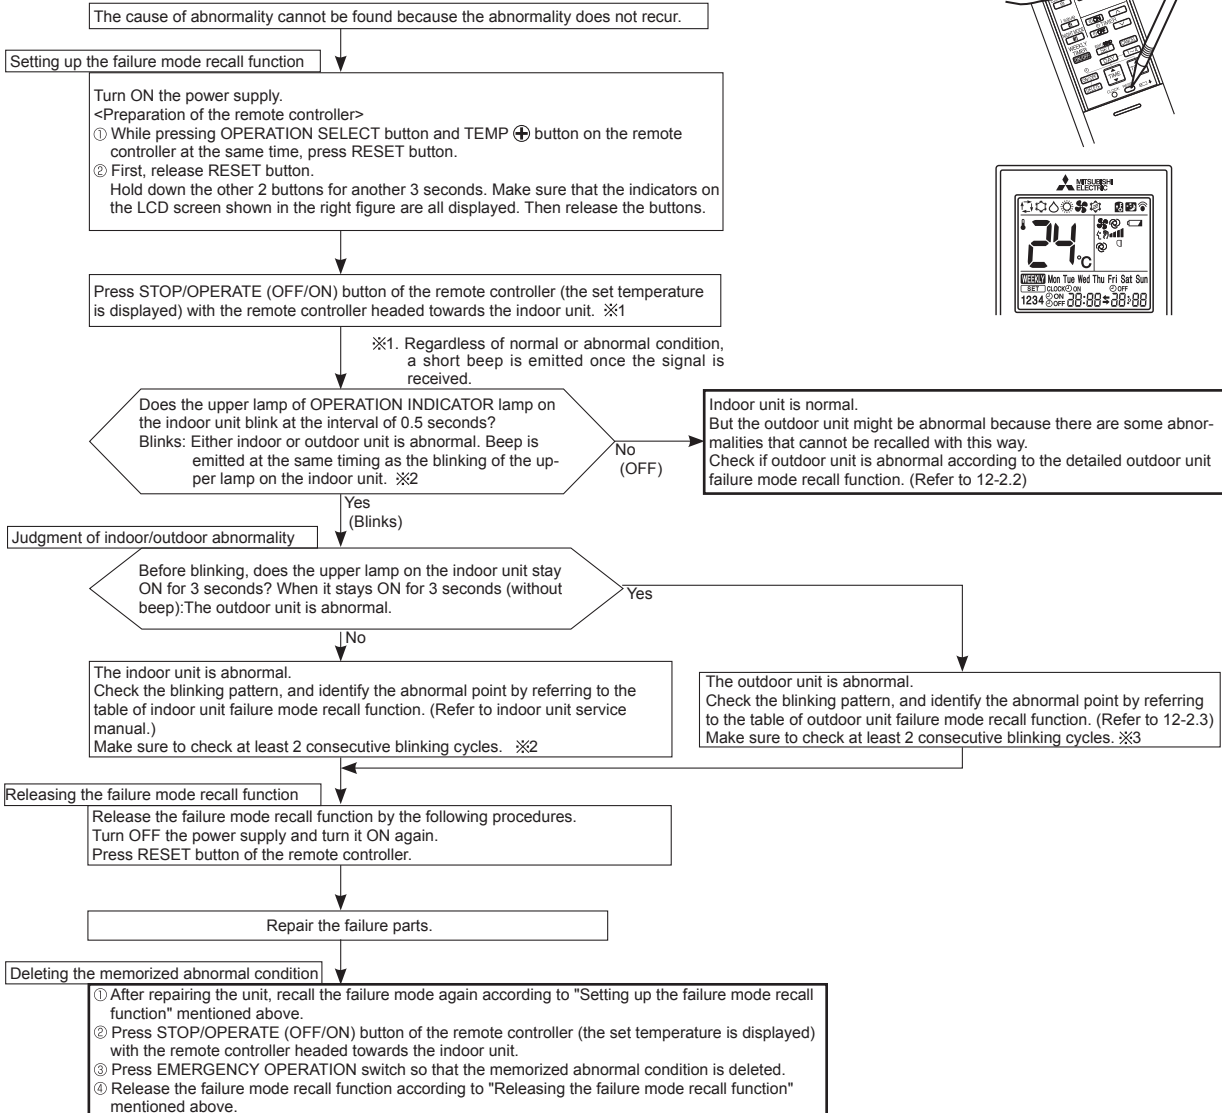 The cause of abnormality cannot be found because the abnormality does not recur.
Setting up the failure mode recall function
Turn ON the power supply.
<Preparation of the remote controller>
① While pressing OPERATION SELECT button and TEMP ⊕ button on the remote
controller at the same time, press RESET button.
② First, release RESET button.
Hold down the other 2 buttons for another 3 seconds. Make sure that the indicators on
the LCD screen shown in the right figure are all displayed. Then release the buttons.
MITSUBISHI
ELECTRIC
24°C
WEEKLY Mon Tue Wed Thu Fri Sat Sun
SET CLOCK ON OFF
1234 ON OFF 88:88 88:88
Press STOP/OPERATE (OFF/ON) button of the remote controller (the set temperature
is displayed) with the remote controller headed towards the indoor unit. ※1
※1. Regardless of normal or abnormal condition,
a short beep is emitted once the signal is
received.
Does the upper lamp of OPERATION INDICATOR lamp on
the indoor unit blink at the interval of 0.5 seconds?
Blinks: Either indoor or outdoor unit is abnormal. Beep is
emitted at the same timing as the blinking of the up-
per lamp on the indoor unit. ※2
No
(OFF)
Indoor unit is normal.
But the outdoor unit might be abnormal because there are some abnor-
malities that cannot be recalled with this way.
Check if outdoor unit is abnormal according to the detailed outdoor unit
failure mode recall function. (Refer to 12-2.2)
Yes
(Blinks)
Judgment of indoor/outdoor abnormality
Before blinking, does the upper lamp on the indoor unit stay
ON for 3 seconds? When it stays ON for 3 seconds (without
beep):The outdoor unit is abnormal.
Yes
No
The indoor unit is abnormal.
Check the blinking pattern, and identify the abnormal point by referring to the
table of indoor unit failure mode recall function. (Refer to indoor unit service
manual.)
Make sure to check at least 2 consecutive blinking cycles. ※2
The outdoor unit is abnormal.
Check the blinking pattern, and identify the abnormal point by referring
to the table of outdoor unit failure mode recall function. (Refer to 12-2.3)
Make sure to check at least 2 consecutive blinking cycles. ※3
Releasing the failure mode recall function
Release the failure mode recall function by the following procedures.
Turn OFF the power supply and turn it ON again.
Press RESET button of the remote controller.
Repair the failure parts.
Deleting the memorized abnormal condition
① After repairing the unit, recall the failure mode again according to "Setting up the failure mode recall
function" mentioned above.
② Press STOP/OPERATE (OFF/ON) button of the remote controller (the set temperature is displayed)
with the remote controller headed towards the indoor unit.
③ Press EMERGENCY OPERATION switch so that the memorized abnormal condition is deleted.
④ Release the failure mode recall function according to "Releasing the failure mode recall function"
mentioned above.